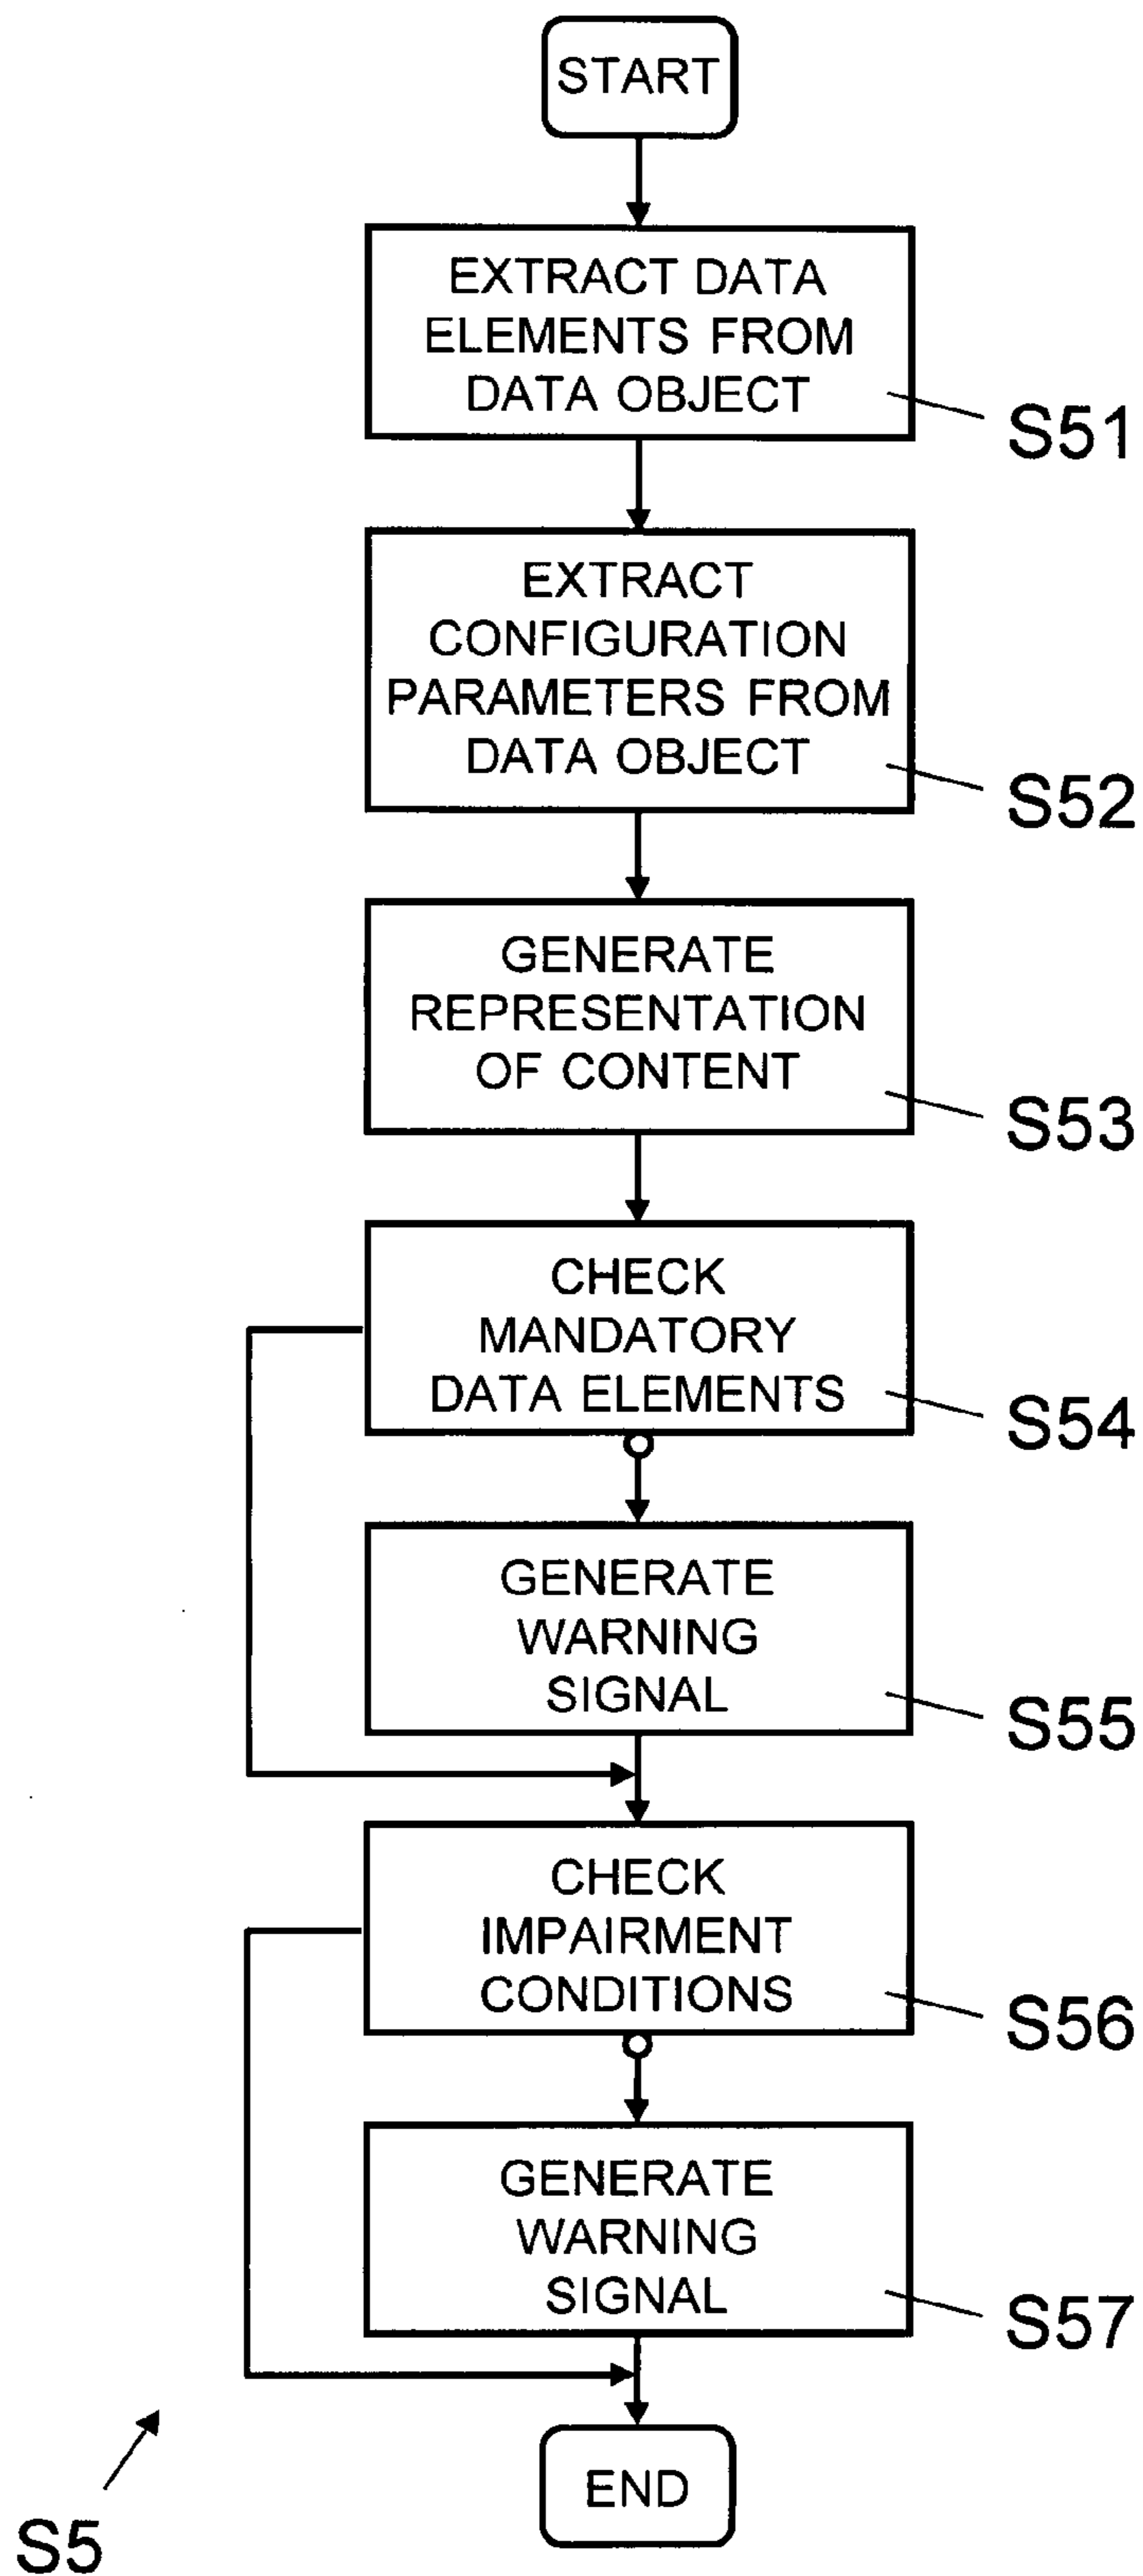 START
EXTRACT DATA
ELEMENTS FROM
DATA OBJECT
S51
EXTRACT
CONFIGURATION
PARAMETERS FROM
DATA OBJECT
S52
GENERATE
REPRESENTATION
OF CONTENT
S53
CHECK
MANDATORY
DATA ELEMENTS
S54
GENERATE
WARNING
SIGNAL
S55
CHECK
IMPAIRMENT
CONDITIONS
S56
GENERATE
WARNING
SIGNAL
S57
END
S5